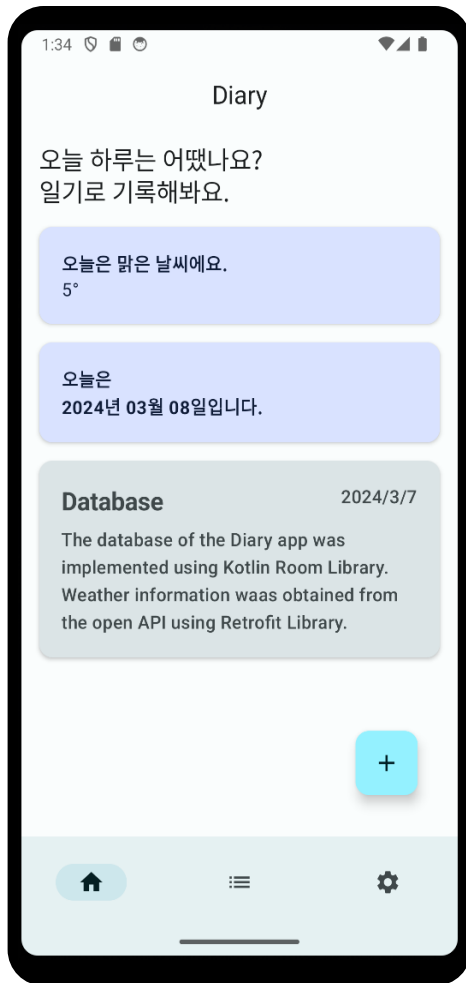 1:34
Diary
오늘 하루는 어땠나요?
일기로 기록해봐요.
오늘은 맑은 날씨에요.
5°
오늘은
2024년 03월 08일입니다.
Database 2024/3/7
The database of the Diary app was
implemented using Kotlin Room Library.
Weather information waas obtained from
the open API using Retrofit Library.
+